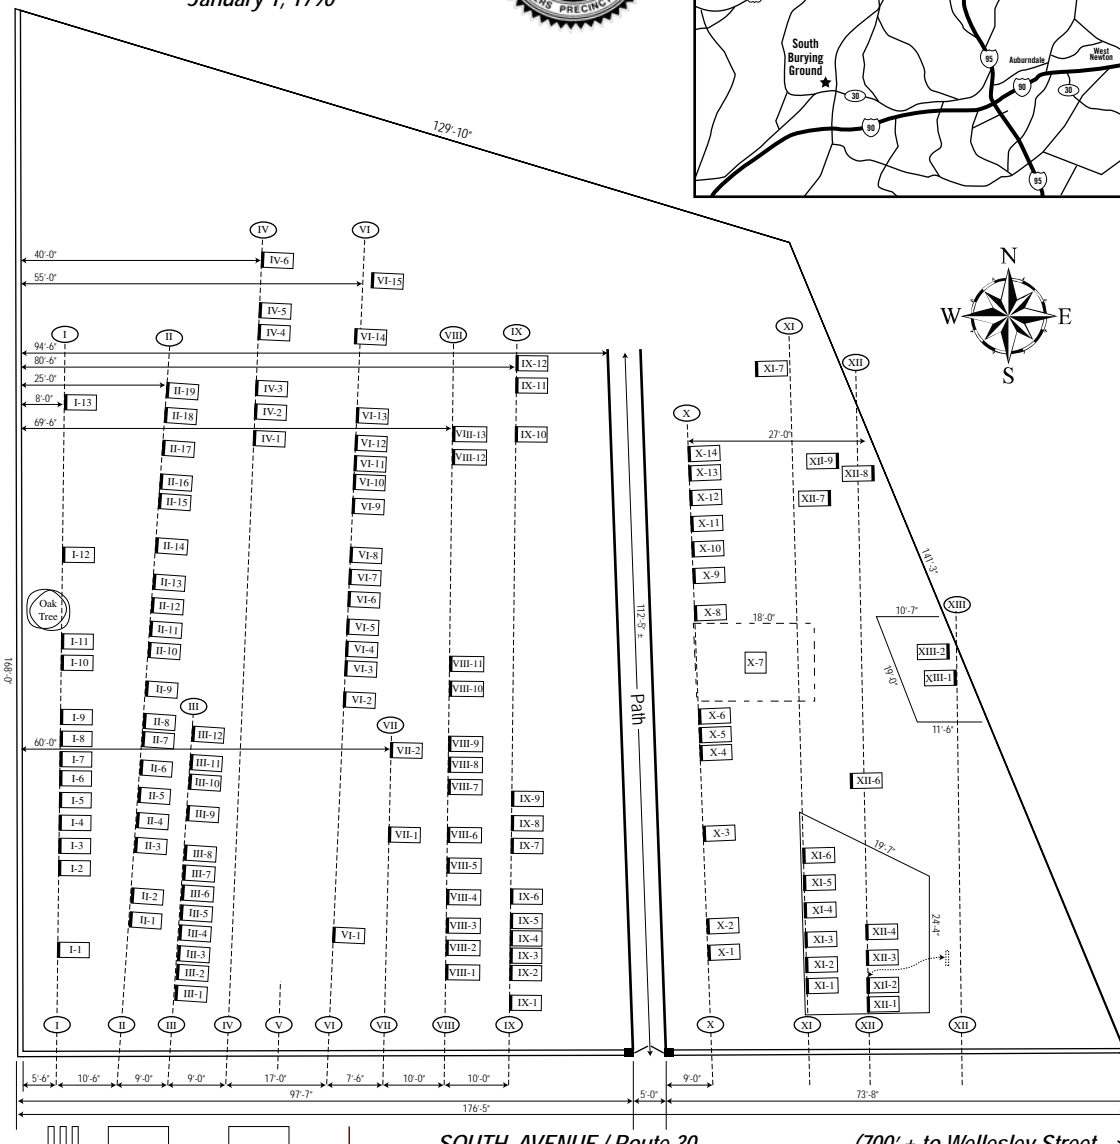 January 1, 1790
ERS PRECINCT
South
Burying
Ground
Auburndale
West
Newton
95
90
30
30
90
95
129'-10"
N
W E
S
IV VI
40'-0" IV-6
55'-0" VI-15
IV-5
IV-4 VI-14
I II VIII IX XI XII
94'-6"
80'-6" IX-12 XI-7
25'-0" II-19 IV-3 IX-11
8'-0" I-13 II-18 IV-2 VI-13 X
69'-6" IV-1 VIII-13 IX-10 27'-0"
II-17 VI-12 VIII-12 X-14 XII-9
II-16 VI-11 X-13 XII-8
II-15 VI-10 X-12 XII-7
VI-9 X-11
I-12 II-14 VI-8 X-10 141'-3"
II-13 VI-7 X-9
Oak
Tree
II-12 VI-6 X-8 10'-7" XIII
I-11 II-11 VI-5 112'-5" ± 18'-0"
I-10 II-10 VI-4 VIII-11 X-7 XIII-2
168'-0" II-9 VI-3 VIII-10 19'-0" XIII-1
I-9 II-8 III VI-2 Path X-6 11'-6"
I-8 II-7 III-12 VII VIII-9 X-5
60'-0" VII-2 X-4
I-7 II-6 III-11 VIII-8
I-6 II-5 III-10 VIII-7 XII-6
I-5 II-4 III-9 IX-9
I-4 II-3 VII-1 VIII-6 IX-8 X-3
I-3 III-8 IX-7 19'-7"
I-2 III-7 VIII-5 XI-6
II-2 III-6 VIII-4 IX-6 XI-5
II-1 III-5 VIII-3 IX-5 X-2 XI-4 24'-4"
I-1 III-4 VI-1 VIII-2 IX-4 X-1 XI-3 XII-4
III-3 IX-3 XI-2 XII-3
III-2 VIII-1 IX-2 XI-1 XII-2
III-1 IX-1 XII-1
I II III IV V VI VII VIII IX X XI XII XII
5'-6" 10'-6" 9'-0" 9'-0" 17'-0" 7'-6" 10'-0" 10'-0" 9'-0"
97'-7" 5'-0" 73'-8"
176'-5"
SOUTH AVENUE / Route 30 (700' ± to Wellesley Street